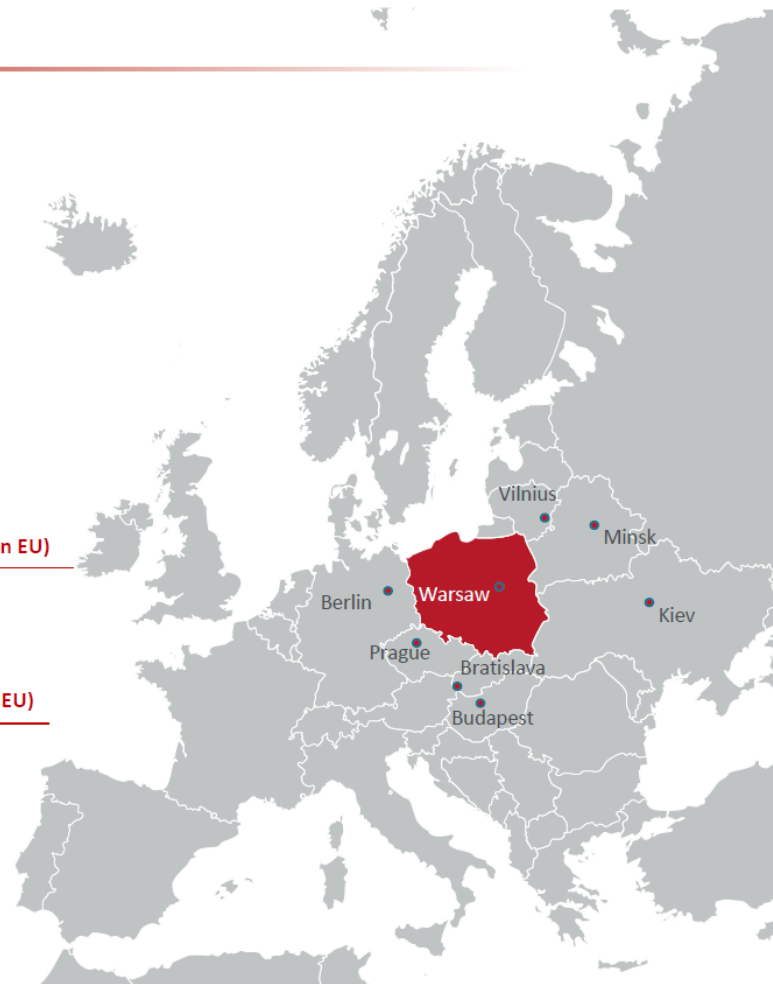 Vilnius
Minsk
n EU)
Warsaw
Berlin
Kiev
Prague
Bratislava
EU)
Budapest